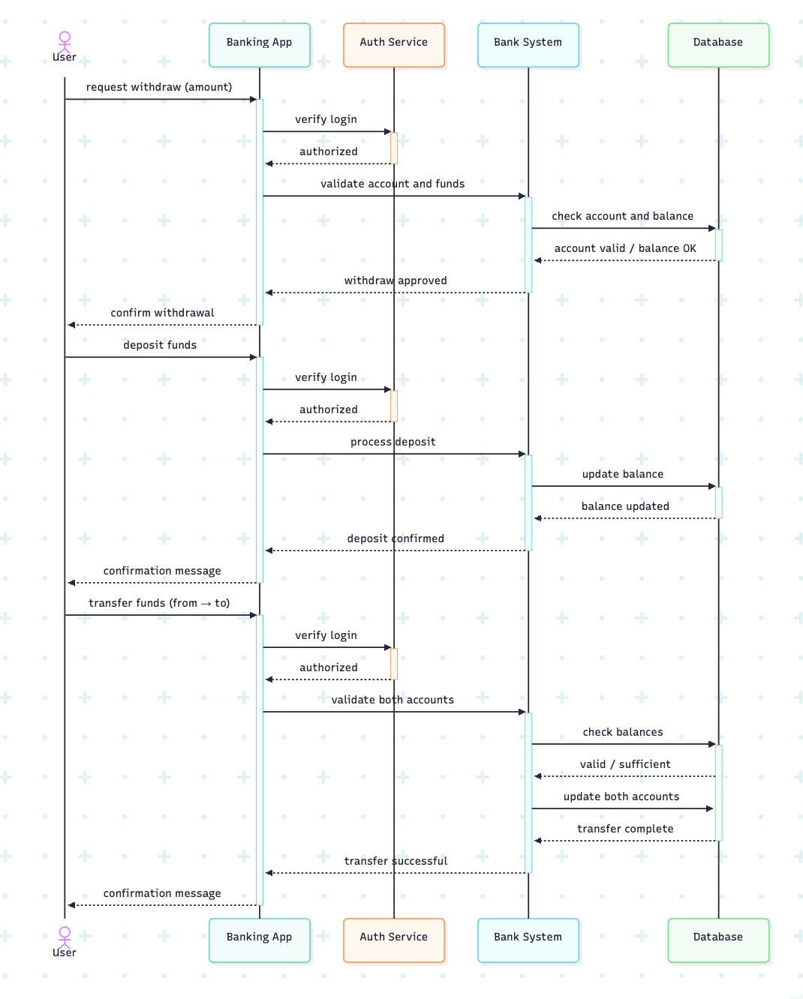 User
Banking App
Auth Service
Bank System
Database
request withdraw (amount)
verify login
authorized
validate account and funds
check account and balance
account valid / balance OK
withdraw approved
confirm withdrawal
deposit funds
verify login
authorized
process deposit
update balance
balance updated
deposit confirmed
confirmation message
transfer funds (from → to)
verify login
authorized
validate both accounts
check balances
valid / sufficient
update both accounts
transfer complete
transfer successful
confirmation message
User
Banking App
Auth Service
Bank System
Database